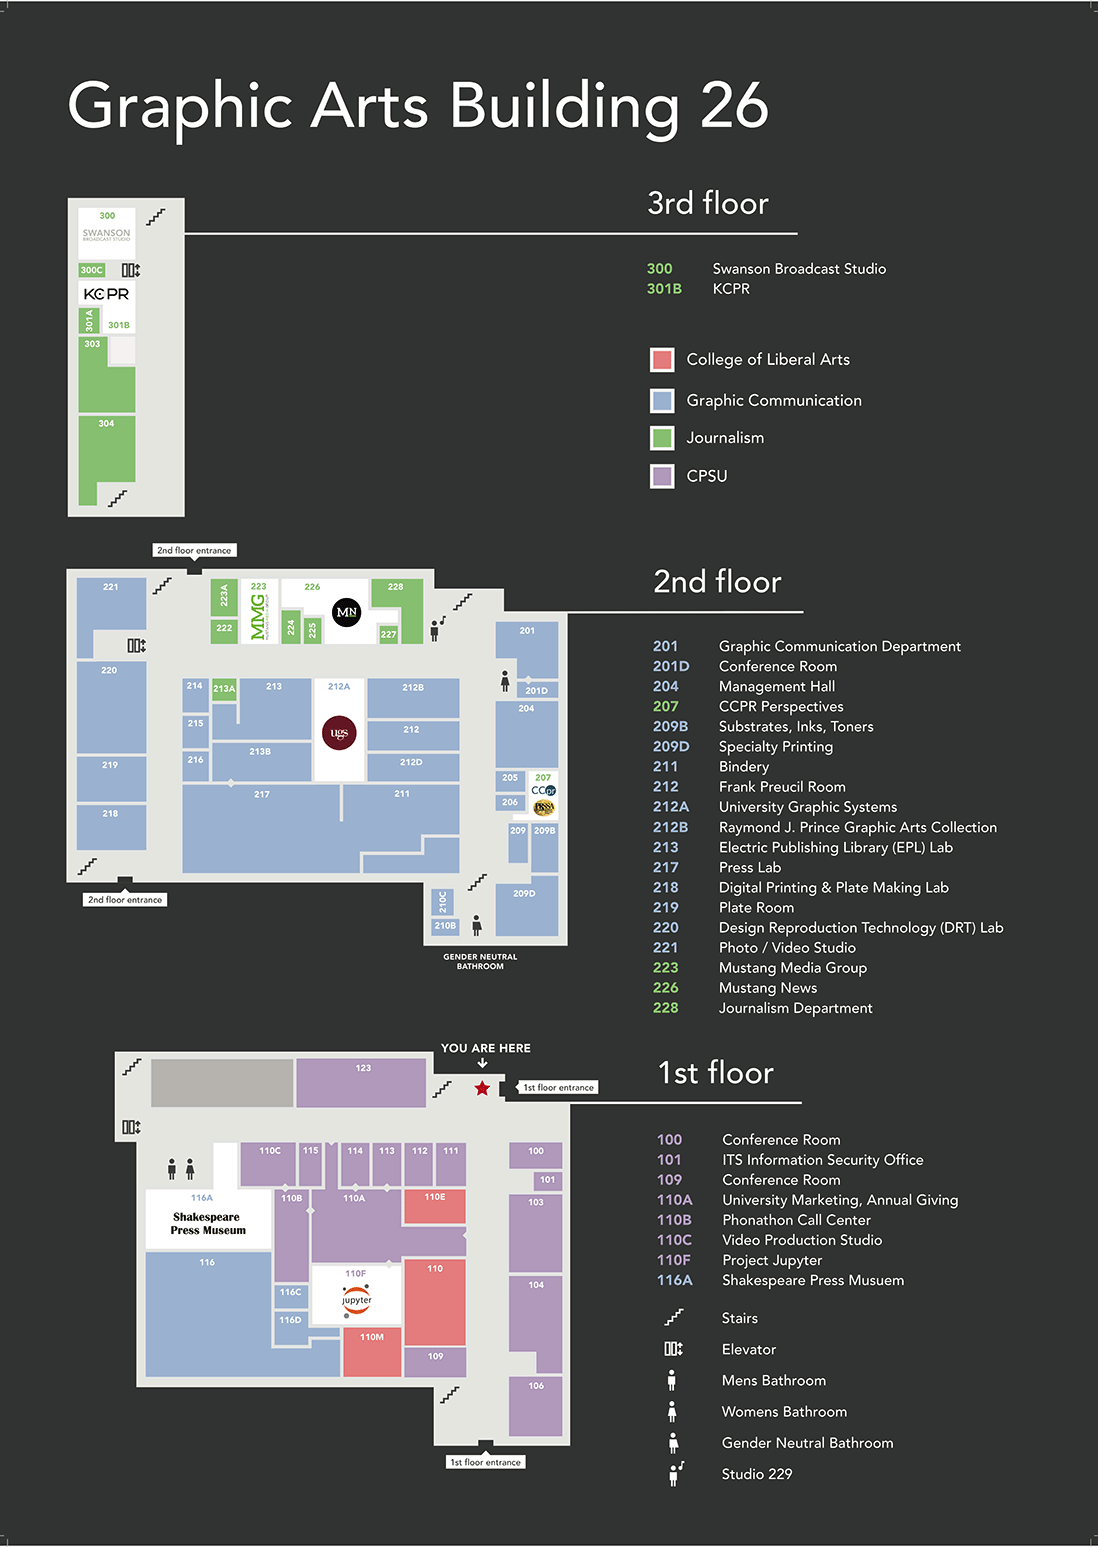 Graphic Arts Building 26
3rd floor
300 Swanson Broadcast Studio
301B KCPR
300
SWANSON
BROADCAST STUDIO
300C
KCPR
301A
301B
303
304
College of Liberal Arts
Graphic Communication
Journalism
CPSU
2nd floor entrance
2nd floor
221
223A
222
223
MMG
226
MN
224
225
228
227
201
201D
220
214
213A
213
212A
212B
204
215
ugs
212
216
213B
212D
219
217
211
205
207
CCpr
206
PRSSA
218
209
209B
2nd floor entrance
210C
210B
209D
GENDER NEUTRAL
BATHROOM
201 Graphic Communication Department
201D Conference Room
204 Management Hall
207 CCPR Perspectives
209B Substrates, Inks, Toners
209D Specialty Printing
211 Bindery
212 Frank Preucil Room
212A University Graphic Systems
212B Raymond J. Prince Graphic Arts Collection
213 Electric Publishing Library (EPL) Lab
217 Press Lab
218 Digital Printing & Plate Making Lab
219 Plate Room
220 Design Reproduction Technology (DRT) Lab
221 Photo / Video Studio
223 Mustang Media Group
226 Mustang News
228 Journalism Department
YOU ARE HERE
1st floor entrance
1st floor
123
110C
115
114
113
112
111
100
101
116A
Shakespeare
Press Museum
110B
110A
110E
103
116
110F
jupyter
110
116C
116D
104
110M
109
106
1st floor entrance
100 Conference Room
101 ITS Information Security Office
109 Conference Room
110A University Marketing, Annual Giving
110B Phonathon Call Center
110C Video Production Studio
110F Project Jupyter
116A Shakespeare Press Musuem
Stairs
Elevator
Mens Bathroom
Womens Bathroom
Gender Neutral Bathroom
Studio 229